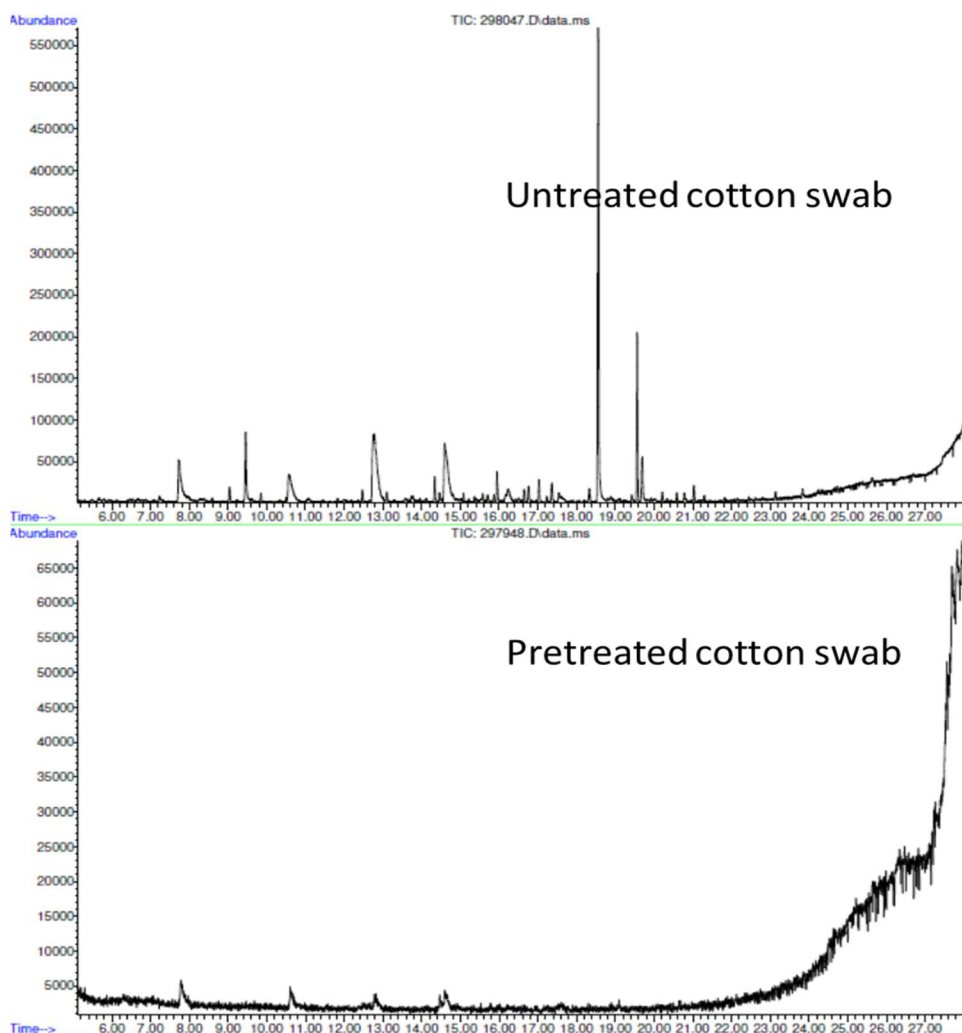 Abundance
TIC: 298047.D\data.ms
550000
500000
450000
400000
350000
300000
250000
200000
150000
100000
50000
Untreated cotton swab
6.00 7.00 8.00 9.00 10.00 11.00 12.00 13.00 14.00 15.00 16.00 17.00 18.00 19.00 20.00 21.00 22.00 23.00 24.00 25.00 26.00 27.00
Time-->
Abundance
TIC: 297948.D\data.ms
65000
60000
55000
50000
45000
40000
35000
30000
25000
20000
15000
10000
5000
Pretreated cotton swab
6.00 7.00 8.00 9.00 10.00 11.00 12.00 13.00 14.00 15.00 16.00 17.00 18.00 19.00 20.00 21.00 22.00 23.00 24.00 25.00 26.00 27.00
Time-->